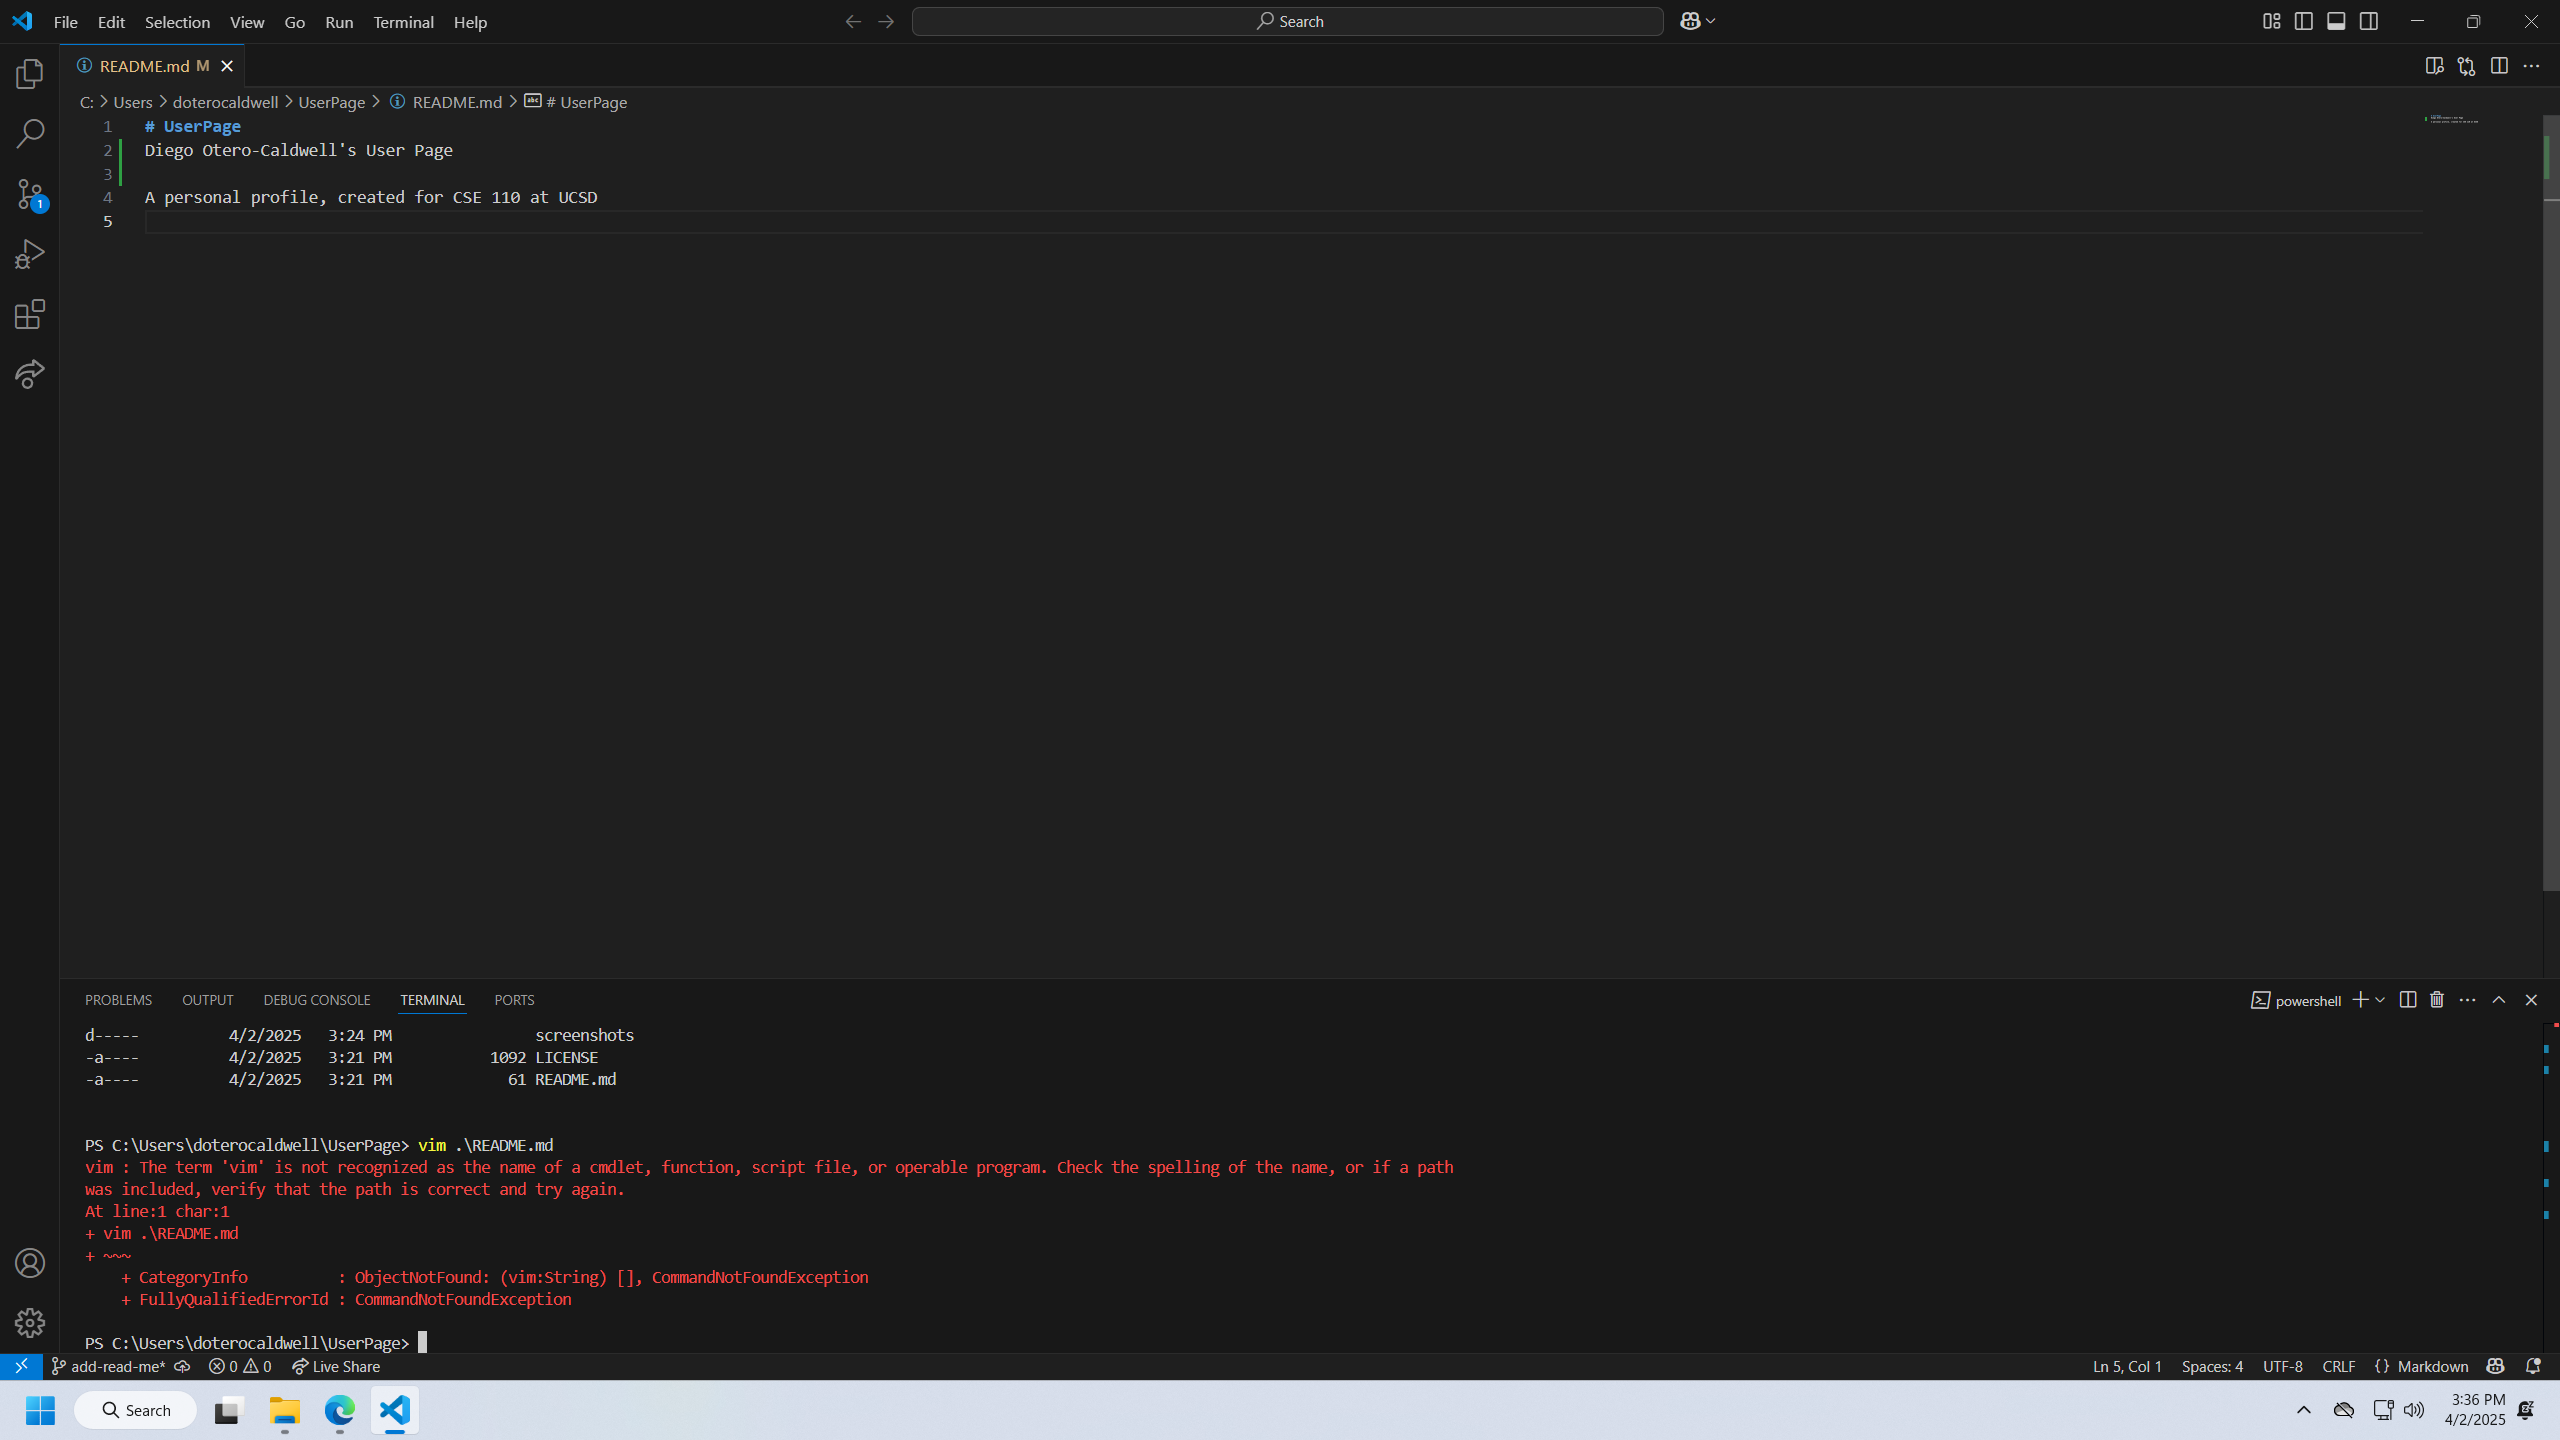 File Edit Selection View Go Run Terminal Help
Search
README.md M
C: Users doterocaldwell UserPage README.md # UserPage
1 # UserPage
2 Diego Otero-Caldwell's User Page
3
4 A personal profile, created for CSE 110 at UCSD
5
1
PROBLEMS OUTPUT DEBUG CONSOLE TERMINAL PORTS
powershell
d----- 4/2/2025 3:24 PM screenshots
-a---- 4/2/2025 3:21 PM 1092 LICENSE
-a---- 4/2/2025 3:21 PM 61 README.md
PS C:\Users\doterocaldwell\UserPage> vim .\README.md
vim : The term 'vim' is not recognized as the name of a cmdlet, function, script file, or operable program. Check the spelling of the name, or if a path
was included, verify that the path is correct and try again.
At line:1 char:1
+ vim .\README.md
+ ~~~
+ CategoryInfo : ObjectNotFound: (vim:String) [], CommandNotFoundException
+ FullyQualifiedErrorId : CommandNotFoundException
PS C:\Users\doterocaldwell\UserPage>
add-read-me* 0 0 Live Share Ln 5, Col 1 Spaces: 4 UTF-8 CRLF {} Markdown
Search
3:36 PM
4/2/2025